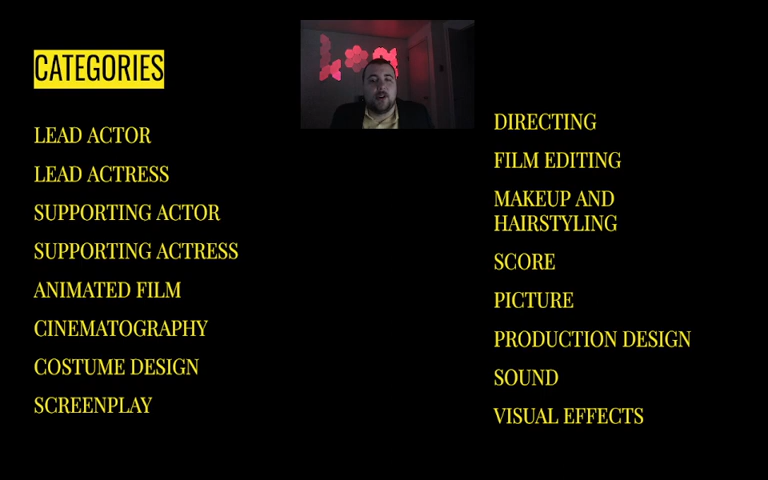 CATEGORIES
LEAD ACTOR
LEAD ACTRESS
SUPPORTING ACTOR
SUPPORTING ACTRESS
ANIMATED FILM
CINEMATOGRAPHY
COSTUME DESIGN
SCREENPLAY
DIRECTING
FILM EDITING
MAKEUP AND
HAIRSTYLING
SCORE
PICTURE
PRODUCTION DESIGN
SOUND
VISUAL EFFECTS